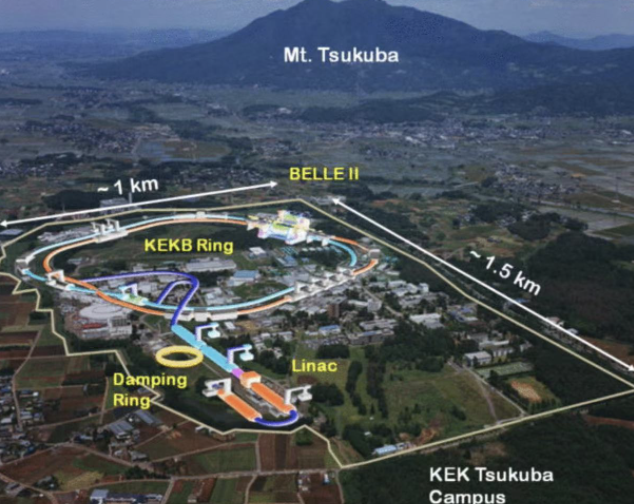 Mt. Tsukuba
BELLE II
~ 1 km
KEKB Ring
~ 1.5 km
Linac
Damping
Ring
KEK Tsukuba
Campus